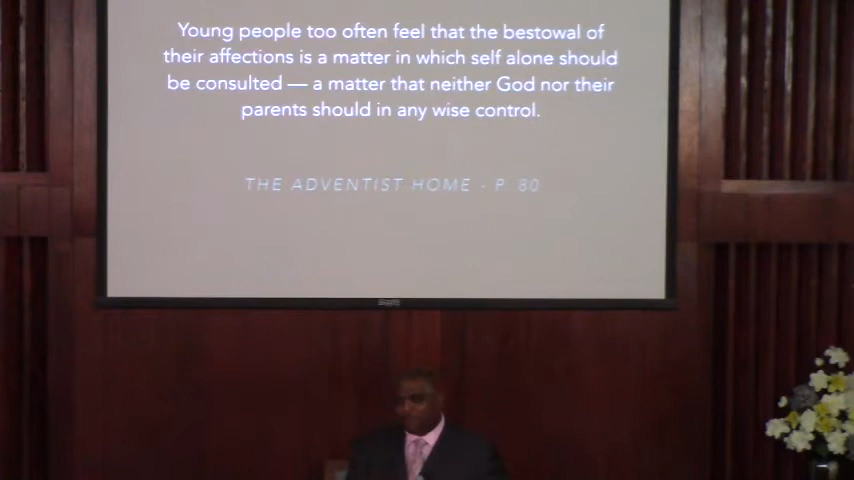 Young people too often feel that the bestowal of
their affections is a matter in which self alone should
be consulted — a matter that neither God nor their
parents should in any wise control.
THE ADVENTIST HOME - P. 80